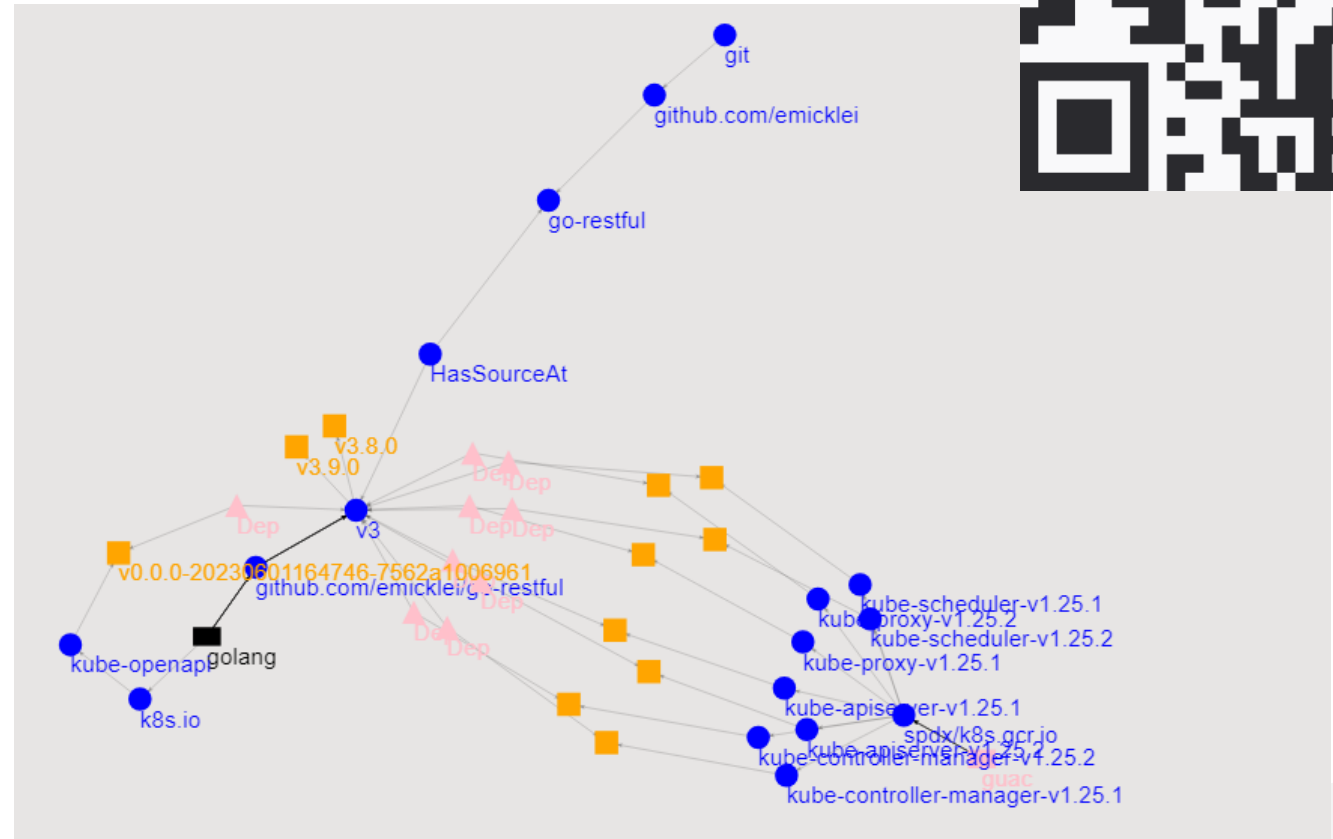 git
github.com/emicklei
go-restful
HasSourceAt
v3.8.0
v3.9.0
Dep
Dep
Dep
Dep
Dep
v3
v0.0.0-20230601164746-7562a1006961
github.com/emicklei/go-restful
Dep
kube-scheduler-v1.25.1
kube-proxy-v1.25.2
Dep
Dep
kube-scheduler-v1.25.2
kube-openapi
golang
kube-proxy-v1.25.1
k8s.io
kube-apiserver-v1.25.1
spdx/k8s.gcr.io
kube-apiserver-v1.25.2
kube-controller-manager-v1.25.2
guac
kube-controller-manager-v1.25.1